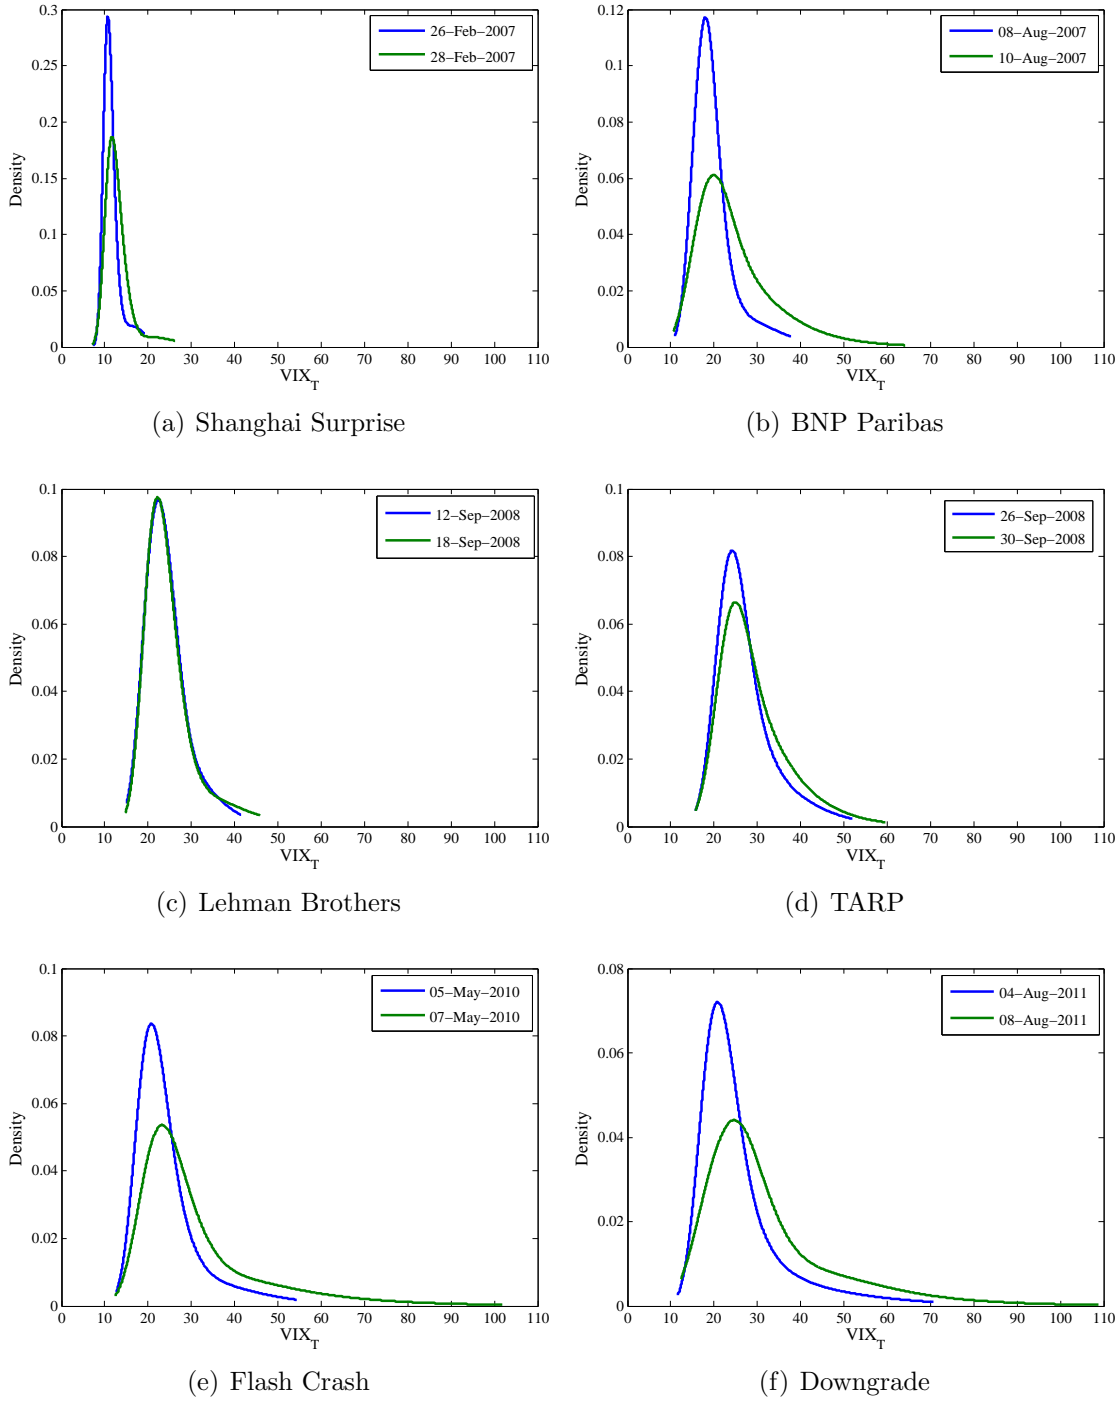 0.3
0.25
0.2
0.15
0.1
0.05
0
Density
0 10 20 30 40 50 60 70 80 90 100 110
VIX_T
26−Feb−2007
28−Feb−2007
(a) Shanghai Surprise
0.12
0.1
0.08
0.06
0.04
0.02
0
Density
0 10 20 30 40 50 60 70 80 90 100 110
VIX_T
08−Aug−2007
10−Aug−2007
(b) BNP Paribas
0.1
0.08
0.06
0.04
0.02
0
Density
0 10 20 30 40 50 60 70 80 90 100 110
VIX_T
12−Sep−2008
18−Sep−2008
(c) Lehman Brothers
0.1
0.08
0.06
0.04
0.02
0
Density
0 10 20 30 40 50 60 70 80 90 100 110
VIX_T
26−Sep−2008
30−Sep−2008
(d) TARP
0.1
0.08
0.06
0.04
0.02
0
Density
0 10 20 30 40 50 60 70 80 90 100 110
VIX_T
05−May−2010
07−May−2010
(e) Flash Crash
0.08
0.06
0.04
0.02
0
Density
0 10 20 30 40 50 60 70 80 90 100 110
VIX_T
04−Aug−2011
08−Aug−2011
(f) Downgrade